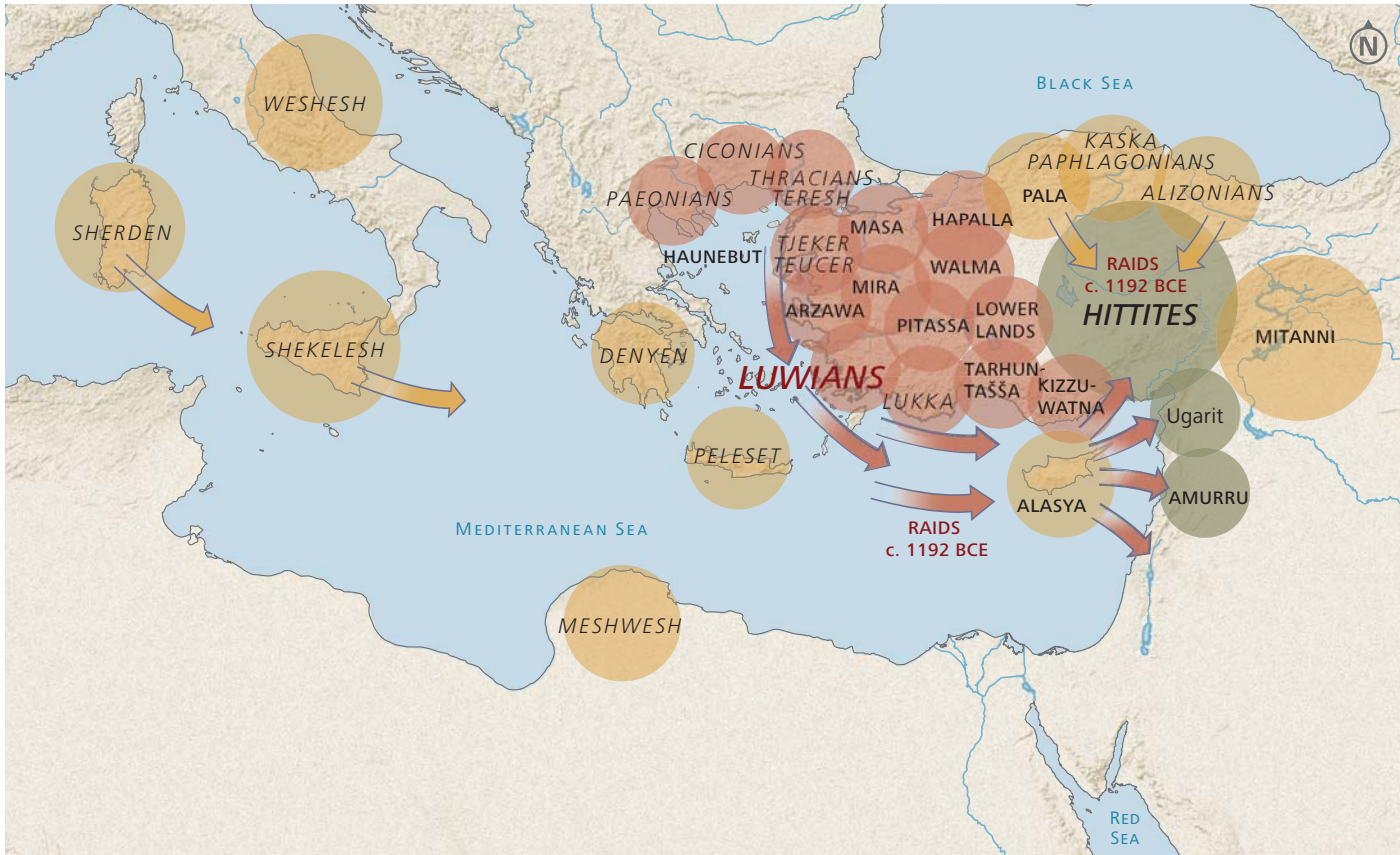 N
BLACK SEA
WESHESH
KAŠKA
CICONIANS
PAPHLAGONIANS
THRACIANS
PAEONIANS
TERESH
PALA
ALIZONIANS
HAPALLA
MASA
SHERDEN
TJEKER
HAUNEBUT
TEUCER
WALMA
RAIDS
c. 1192 BCE
MIRA
HITTITES
ARZAWA
LOWER
LANDS
PITASSA
MITANNI
SHEKELESH
DENYEN
LUWIANS
TARHUN-
TAŠŠA
KIZZU-
WATNA
LUKKA
Ugarit
PELESET
AMURRU
ALASYA
MEDITERRANEAN SEA
RAIDS
c. 1192 BCE
MESHWESH
RED
SEA